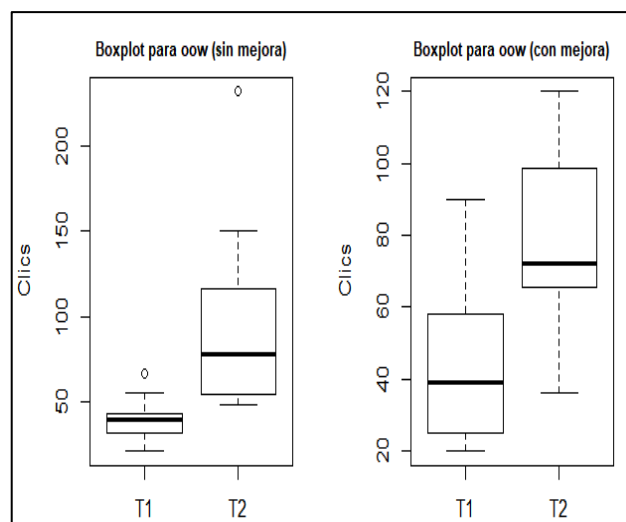 Boxplot para oow (sin mejora)
Clics
200
150
100
50
T1 T2
Boxplot para oow (con mejora)
Clics
120
100
80
60
40
20
T1 T2